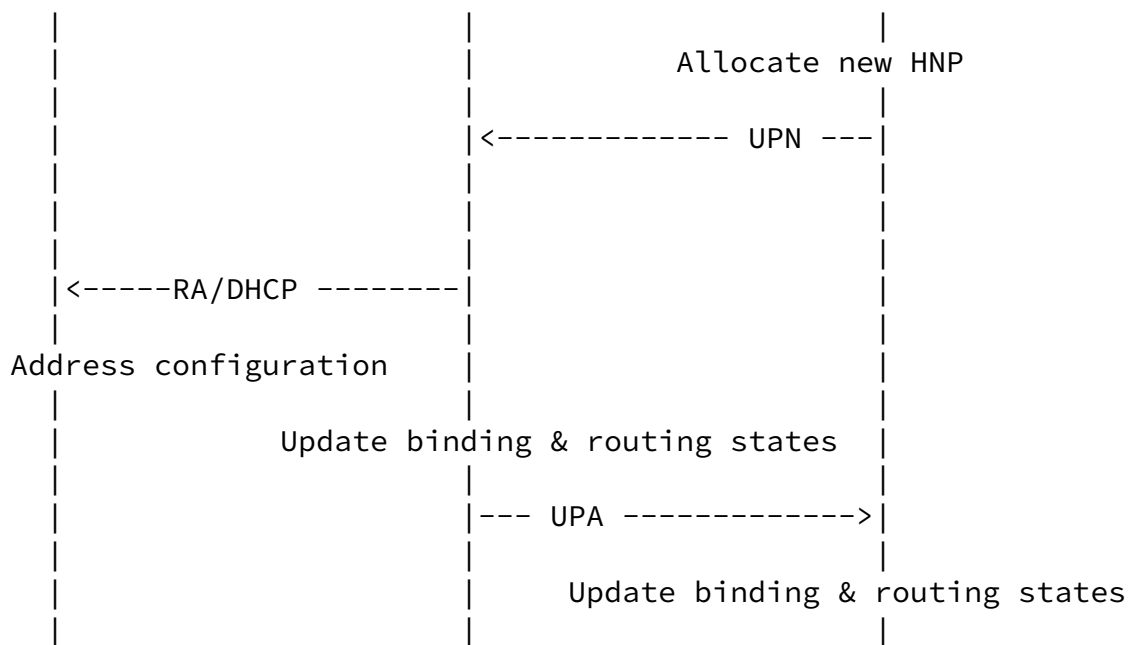 Allocate new HNP
<------------- UPN ---
<-----RA/DHCP --------
Address configuration
Update binding & routing states
--- UPA ------------->
Update binding & routing states